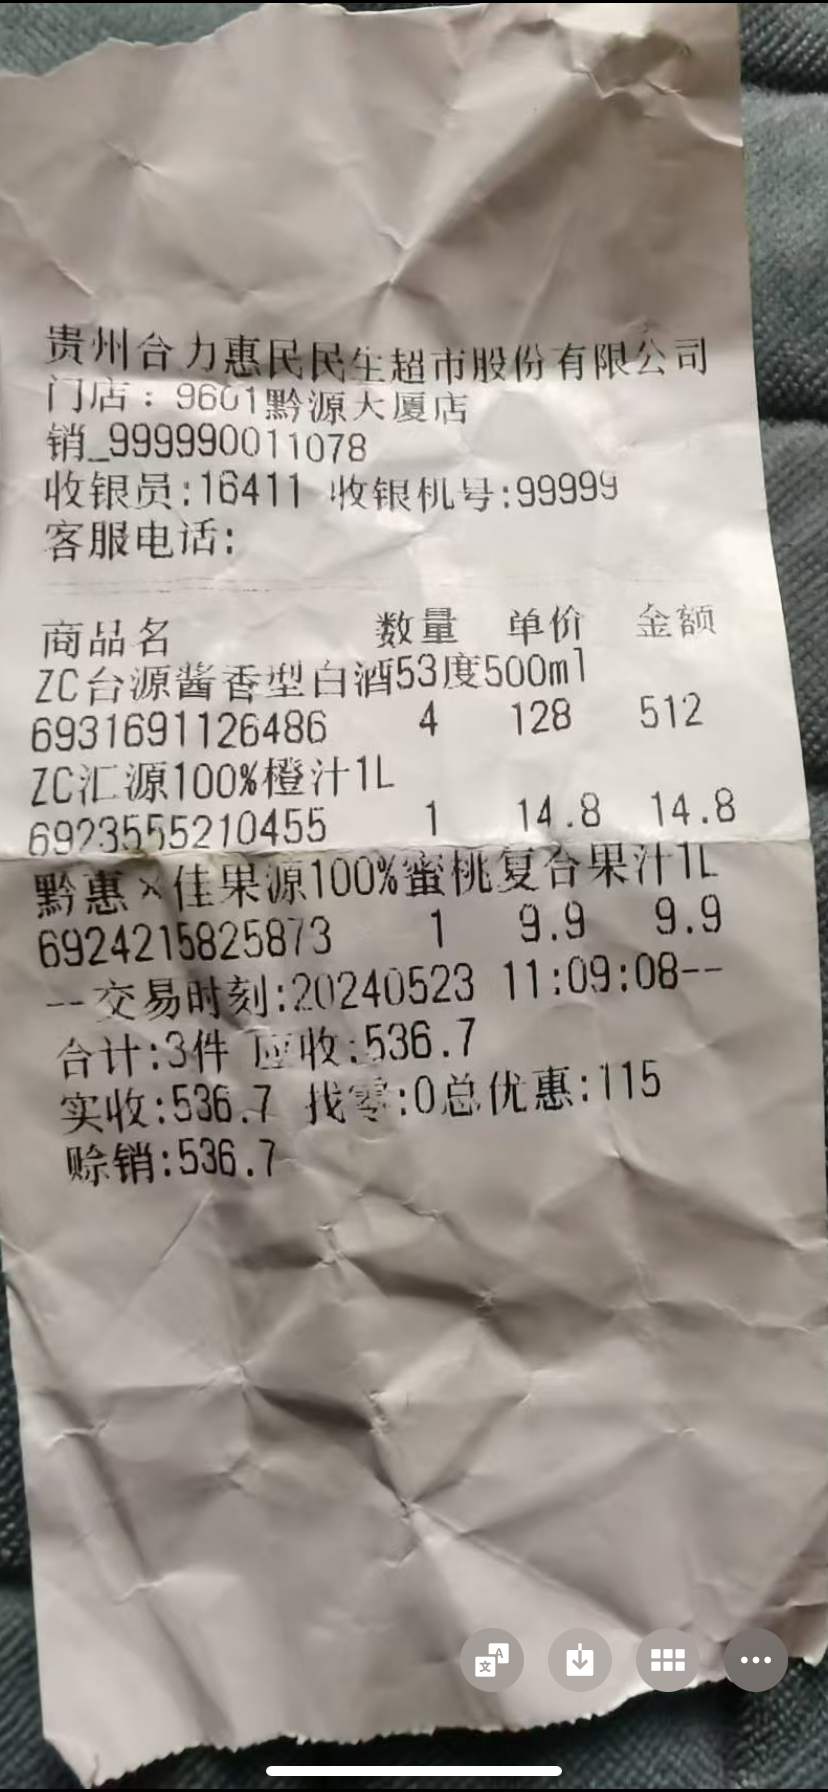 贵州合力惠民民生超市股份有限公司
门店：9601黔源大厦店
销_999990011078
收银员:16411 收银机号:99999
客服电话:
商品名 数量 单价 金额
ZC台源酱香型白酒53度500ml
6931691126486 4 128 512
ZC汇源100%橙汁1L
6923555210455 1 14.8 14.8
黔惠×佳果源100%蜜桃复合果汁1L
6924215825873 1 9.9 9.9
--交易时刻:20240523 11:09:08--
合计:3件 应收:536.7
实收:536.7 找零:0总优惠:115
赊销:536.7